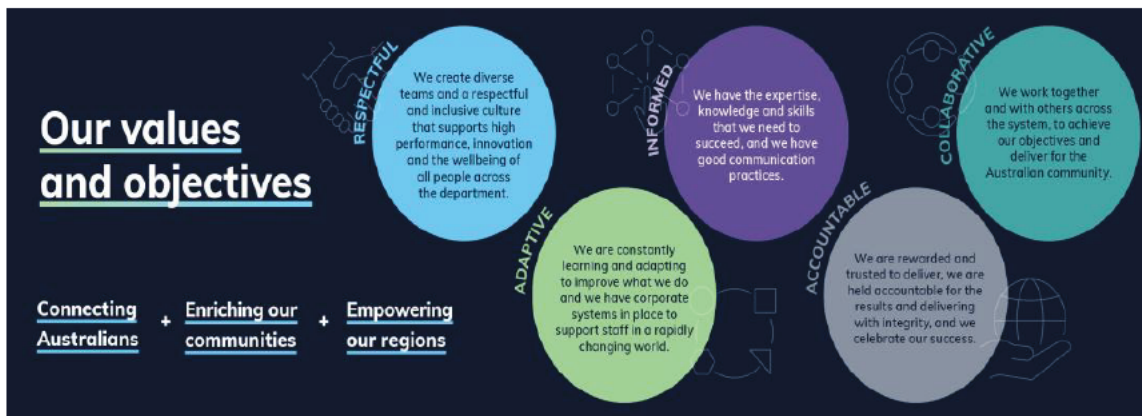 Our values
and objectives
Connecting
Australians
+
Enriching our
communities
+
Empowering
our regions
RESPECTFUL
We create diverse
teams and a respectful
and inclusive culture
that supports high
performance, innovation
and the wellbeing of
all people across
the department.
ADAPTIVE
We are constantly
learning and adapting
to improve what we do
and we have corporate
systems in place to
support staff in a rapidly
changing world.
INFORMED
We have the expertise,
knowledge and skills
that we need to
succeed, and we have
good communication
practices.
ACCOUNTABLE
We are rewarded and
trusted to deliver, we are
held accountable for the
results and delivering
with integrity, and we
celebrate our success.
COLLABORATIVE
We work together
and with others across
the system, to achieve
our objectives and
deliver for the
Australian community.